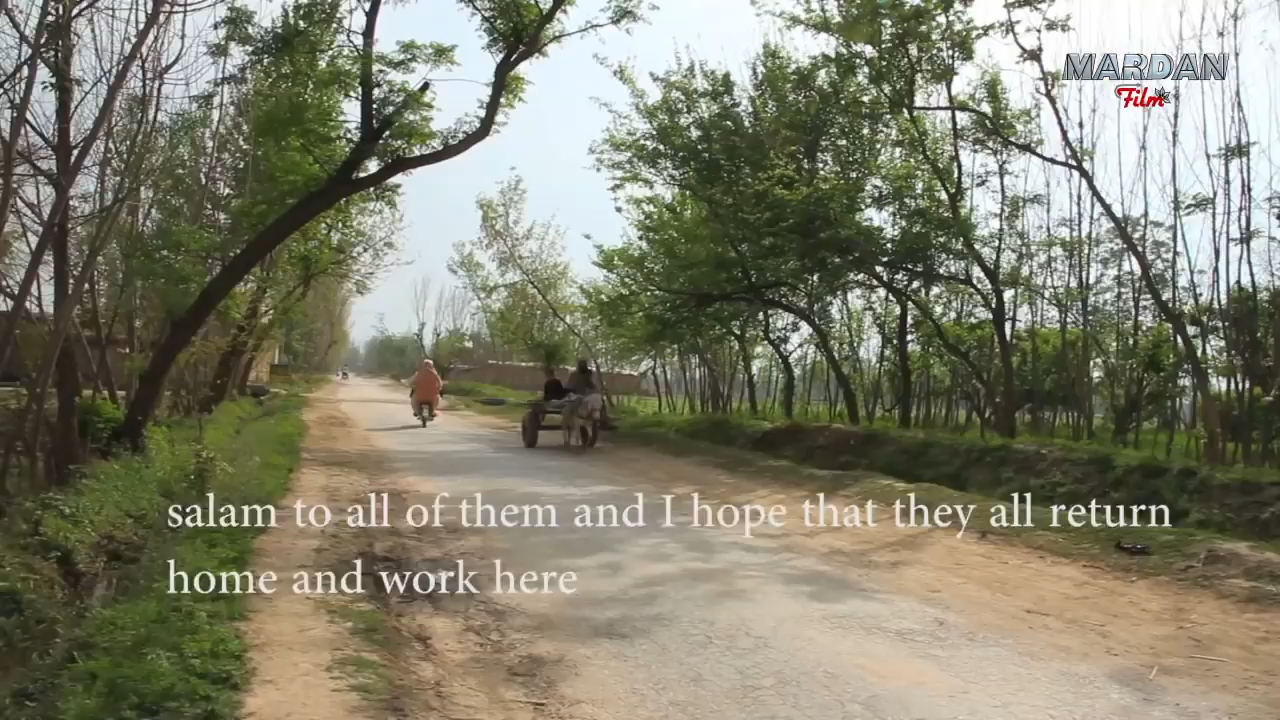 MARDAN
Film
salam to all of them and I hope that they all return
home and work here